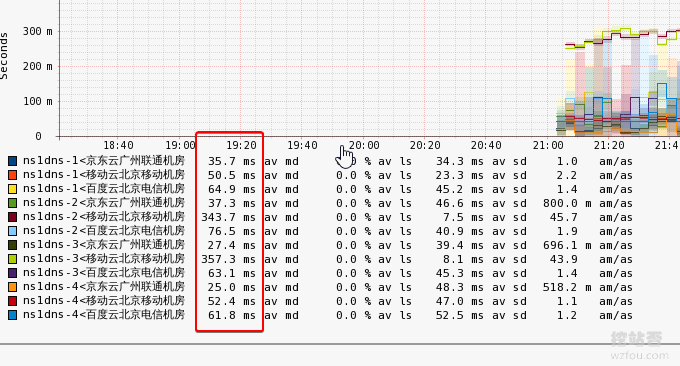 Seconds
300 m
200 m
100 m
0
18:40 19:00 19:20 19:40 20:00 20:20 20:40 21:00 21:20 21:4
ns1dns-1<京东云广州联通机房 35.7 ms av md 0.0 % av ls 34.3 ms av sd 1.0 am/as
ns1dns-1<移动云北京移动机房 50.5 ms av md 0.0 % av ls 23.3 ms av sd 2.2 am/as
ns1dns-1<百度云北京电信机房 64.9 ms av md 0.0 % av ls 45.2 ms av sd 1.4 am/as
ns1dns-2<京东云广州联通机房 37.3 ms av md 0.0 % av ls 46.6 ms av sd 800.0 m am/as
ns1dns-2<移动云北京移动机房 343.7 ms av md 0.0 % av ls 7.5 ms av sd 45.7 am/as
ns1dns-2<百度云北京电信机房 76.5 ms av md 0.0 % av ls 40.9 ms av sd 1.9 am/as
ns1dns-3<京东云广州联通机房 27.4 ms av md 0.0 % av ls 39.4 ms av sd 696.1 m am/as
ns1dns-3<移动云北京移动机房 357.3 ms av md 0.0 % av ls 8.1 ms av sd 43.9 am/as
ns1dns-3<百度云北京电信机房 63.1 ms av md 0.0 % av ls 45.3 ms av sd 1.4 am/as
ns1dns-4<京东云广州联通机房 25.0 ms av md 0.0 % av ls 48.3 ms av sd 518.2 m am/as
ns1dns-4<移动云北京移动机房 52.4 ms av md 0.0 % av ls 47.0 ms av sd 1.1 am/as
ns1dns-4<百度云北京电信机房 61.8 ms av md 0.0 % av ls 52.5 ms av sd 1.2 am/as
挖站否
wzfou.com